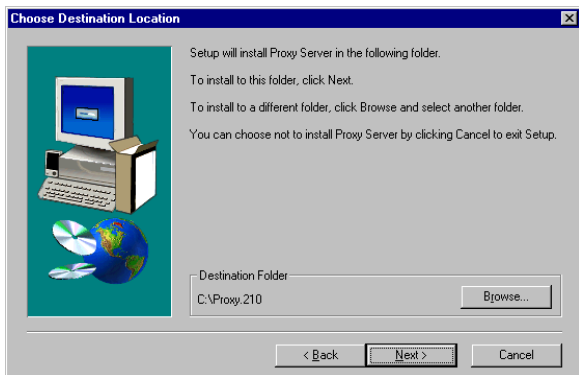 Choose Destination Location
Setup will install Proxy Server in the following folder.
To install to this folder, click Next.
To install to a different folder, click Browse and select another folder.
You can choose not to install Proxy Server by clicking Cancel to exit Setup.
Destination Folder
C:\Proxy.210
Browse...
< Back
Next >
Cancel